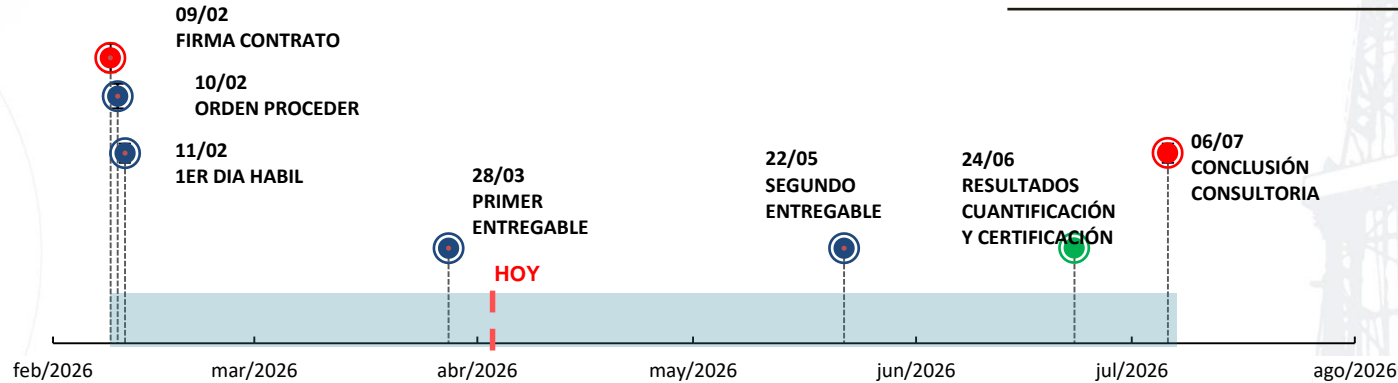 09/02
FIRMA CONTRATO
10/02
ORDEN PROCEDER
11/02
1ER DIA HABIL
28/03
PRIMER
ENTREGABLE
22/05
SEGUNDO
ENTREGABLE
24/06
RESULTADOS
CUANTIFICACIÓN
Y CERTIFICACIÓN
06/07
CONCLUSIÓN
CONSULTORIA
HOY
feb/2026
mar/2026
abr/2026
may/2026
jun/2026
jul/2026
ago/2026